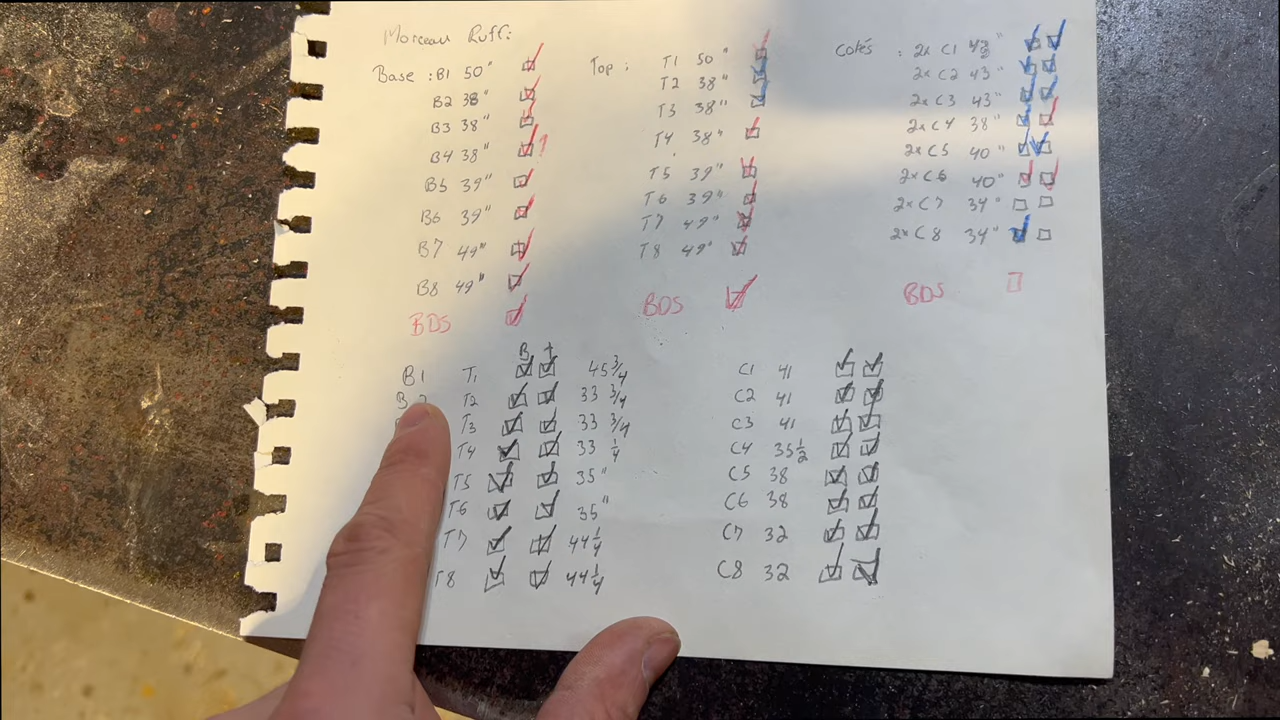 Morceau Ruff:
Base : B1 50"
B2 38"
B3 38"
B4 38" !
B5 39"
B6 39"
B7 49"
B8 49"
BDS
Top : T1 50"
T2 38"
T3 38"
T4 38"
T5 39"
T6 39"
T7 49"
T8 49"
BDS
Cotés : 2x C1 43"
2x C2 43"
2x C3 43"
2x C4 38"
2x C5 40"
2x C6 40"
2x C7 34"
2x C8 34"
BDS
B T
B1 T1 45 3/4
B2 T2 33 3/4
T3 33 3/4
T4 33 1/4
T5 35"
T6 35"
T7 44 1/4
T8 44 1/4
C1 41
C2 41
C3 41
C4 35 1/2
C5 38
C6 38
C7 32
C8 32